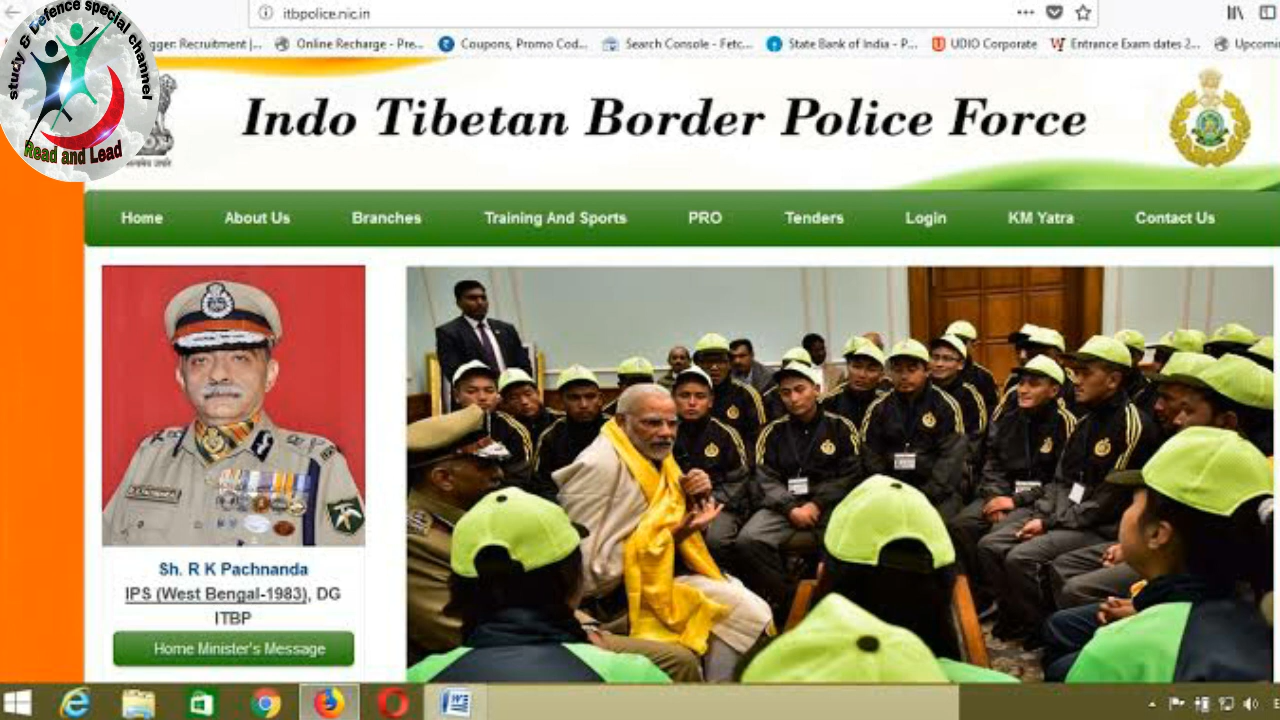 itbpolice.nic.in
study & Defence special channel
Read and Lead
gger: Recruitment |...
Online Recharge - Pre...
Coupons, Promo Cod...
Search Console - Fetc...
State Bank of India - P...
UDIO Corporate
Entrance Exam dates 2...
Upcomi
Indo Tibetan Border Police Force
Home
About Us
Branches
Training And Sports
PRO
Tenders
Login
KM Yatra
Contact Us
Sh. R K Pachnanda
IPS (West Bengal-1983), DG
ITBP
Home Minister's Message